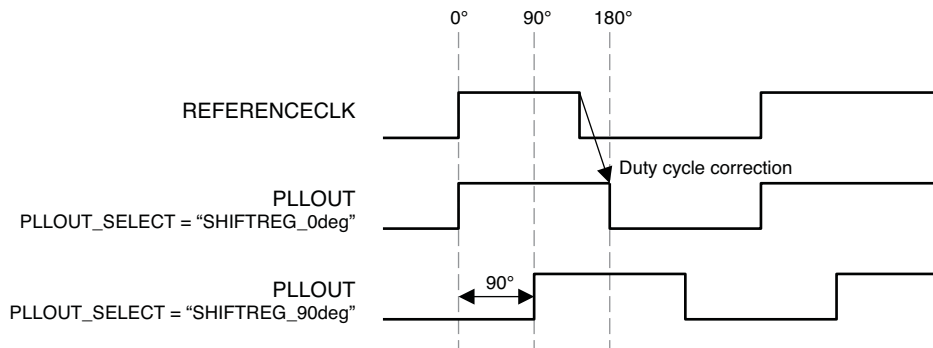 0° 90° 180°
REFERENCECLK
Duty cycle correction
PLLOUT
PLLOUT_SELECT = “SHIFTREG_0deg”
90°
PLLOUT
PLLOUT_SELECT = “SHIFTREG_90deg”